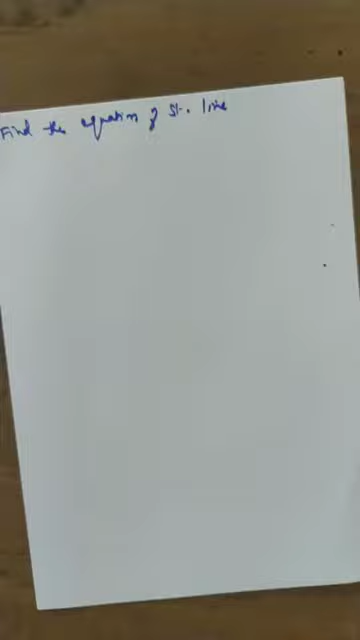 Find the equation of St. line